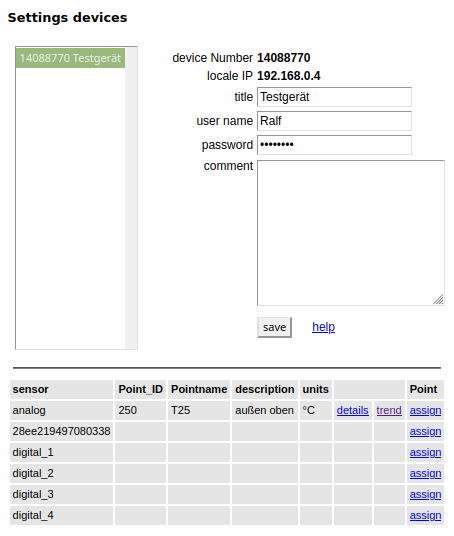 Settings devices
14088770 Testgerät
device Number 14088770
locale IP 192.168.0.4
title Testgerät
user name Ralf
password ••••••••
comment
save help
sensor Point_ID Pointname description units Point
analog 250 T25 außen oben °C details trend assign
28ee219497080338 assign
digital_1 assign
digital_2 assign
digital_3 assign
digital_4 assign